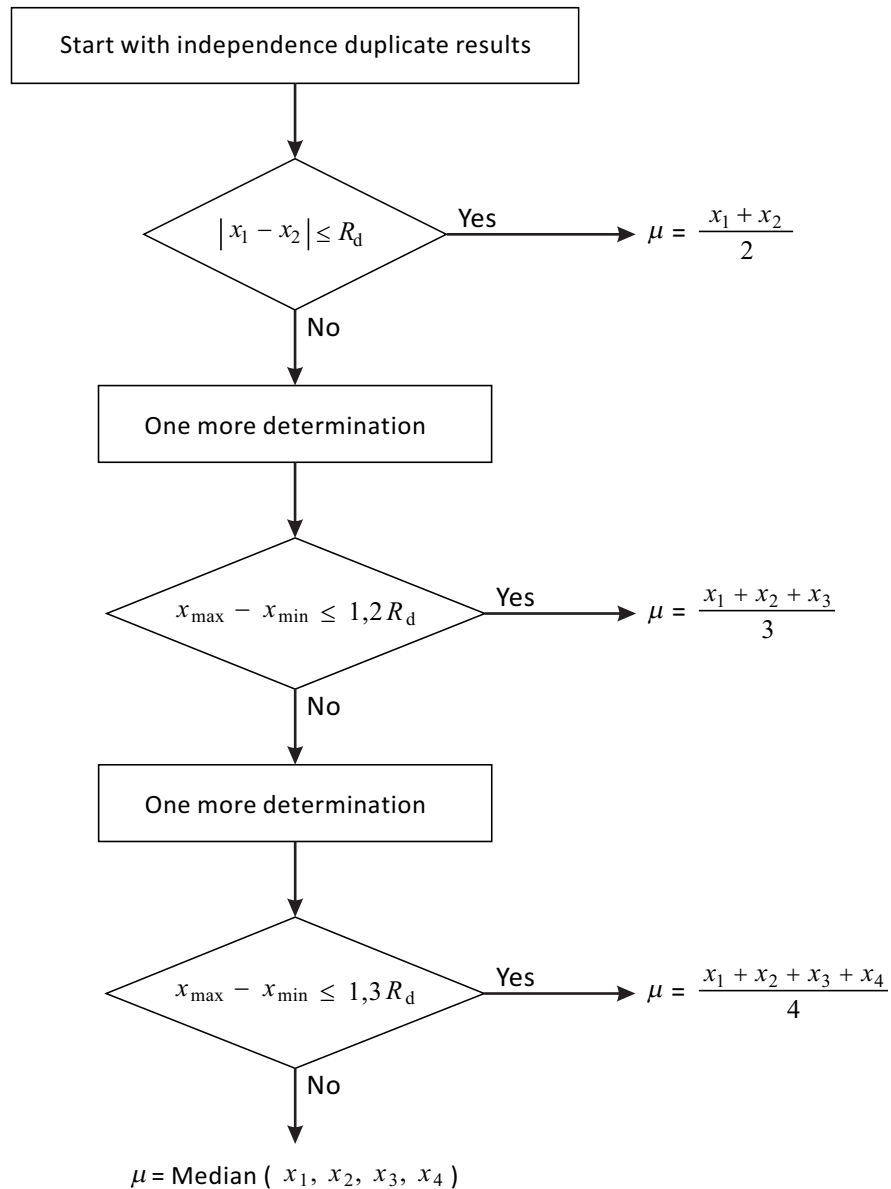 Start with independence duplicate results
| x₁ − x₂ | ≤ R_d
Yes
μ = (x₁ + x₂) / 2
No
One more determination
x_max − x_min ≤ 1,2 R_d
Yes
μ = (x₁ + x₂ + x₃) / 3
No
One more determination
x_max − x_min ≤ 1,3 R_d
Yes
μ = (x₁ + x₂ + x₃ + x₄) / 4
No
μ = Median ( x₁, x₂, x₃, x₄ )